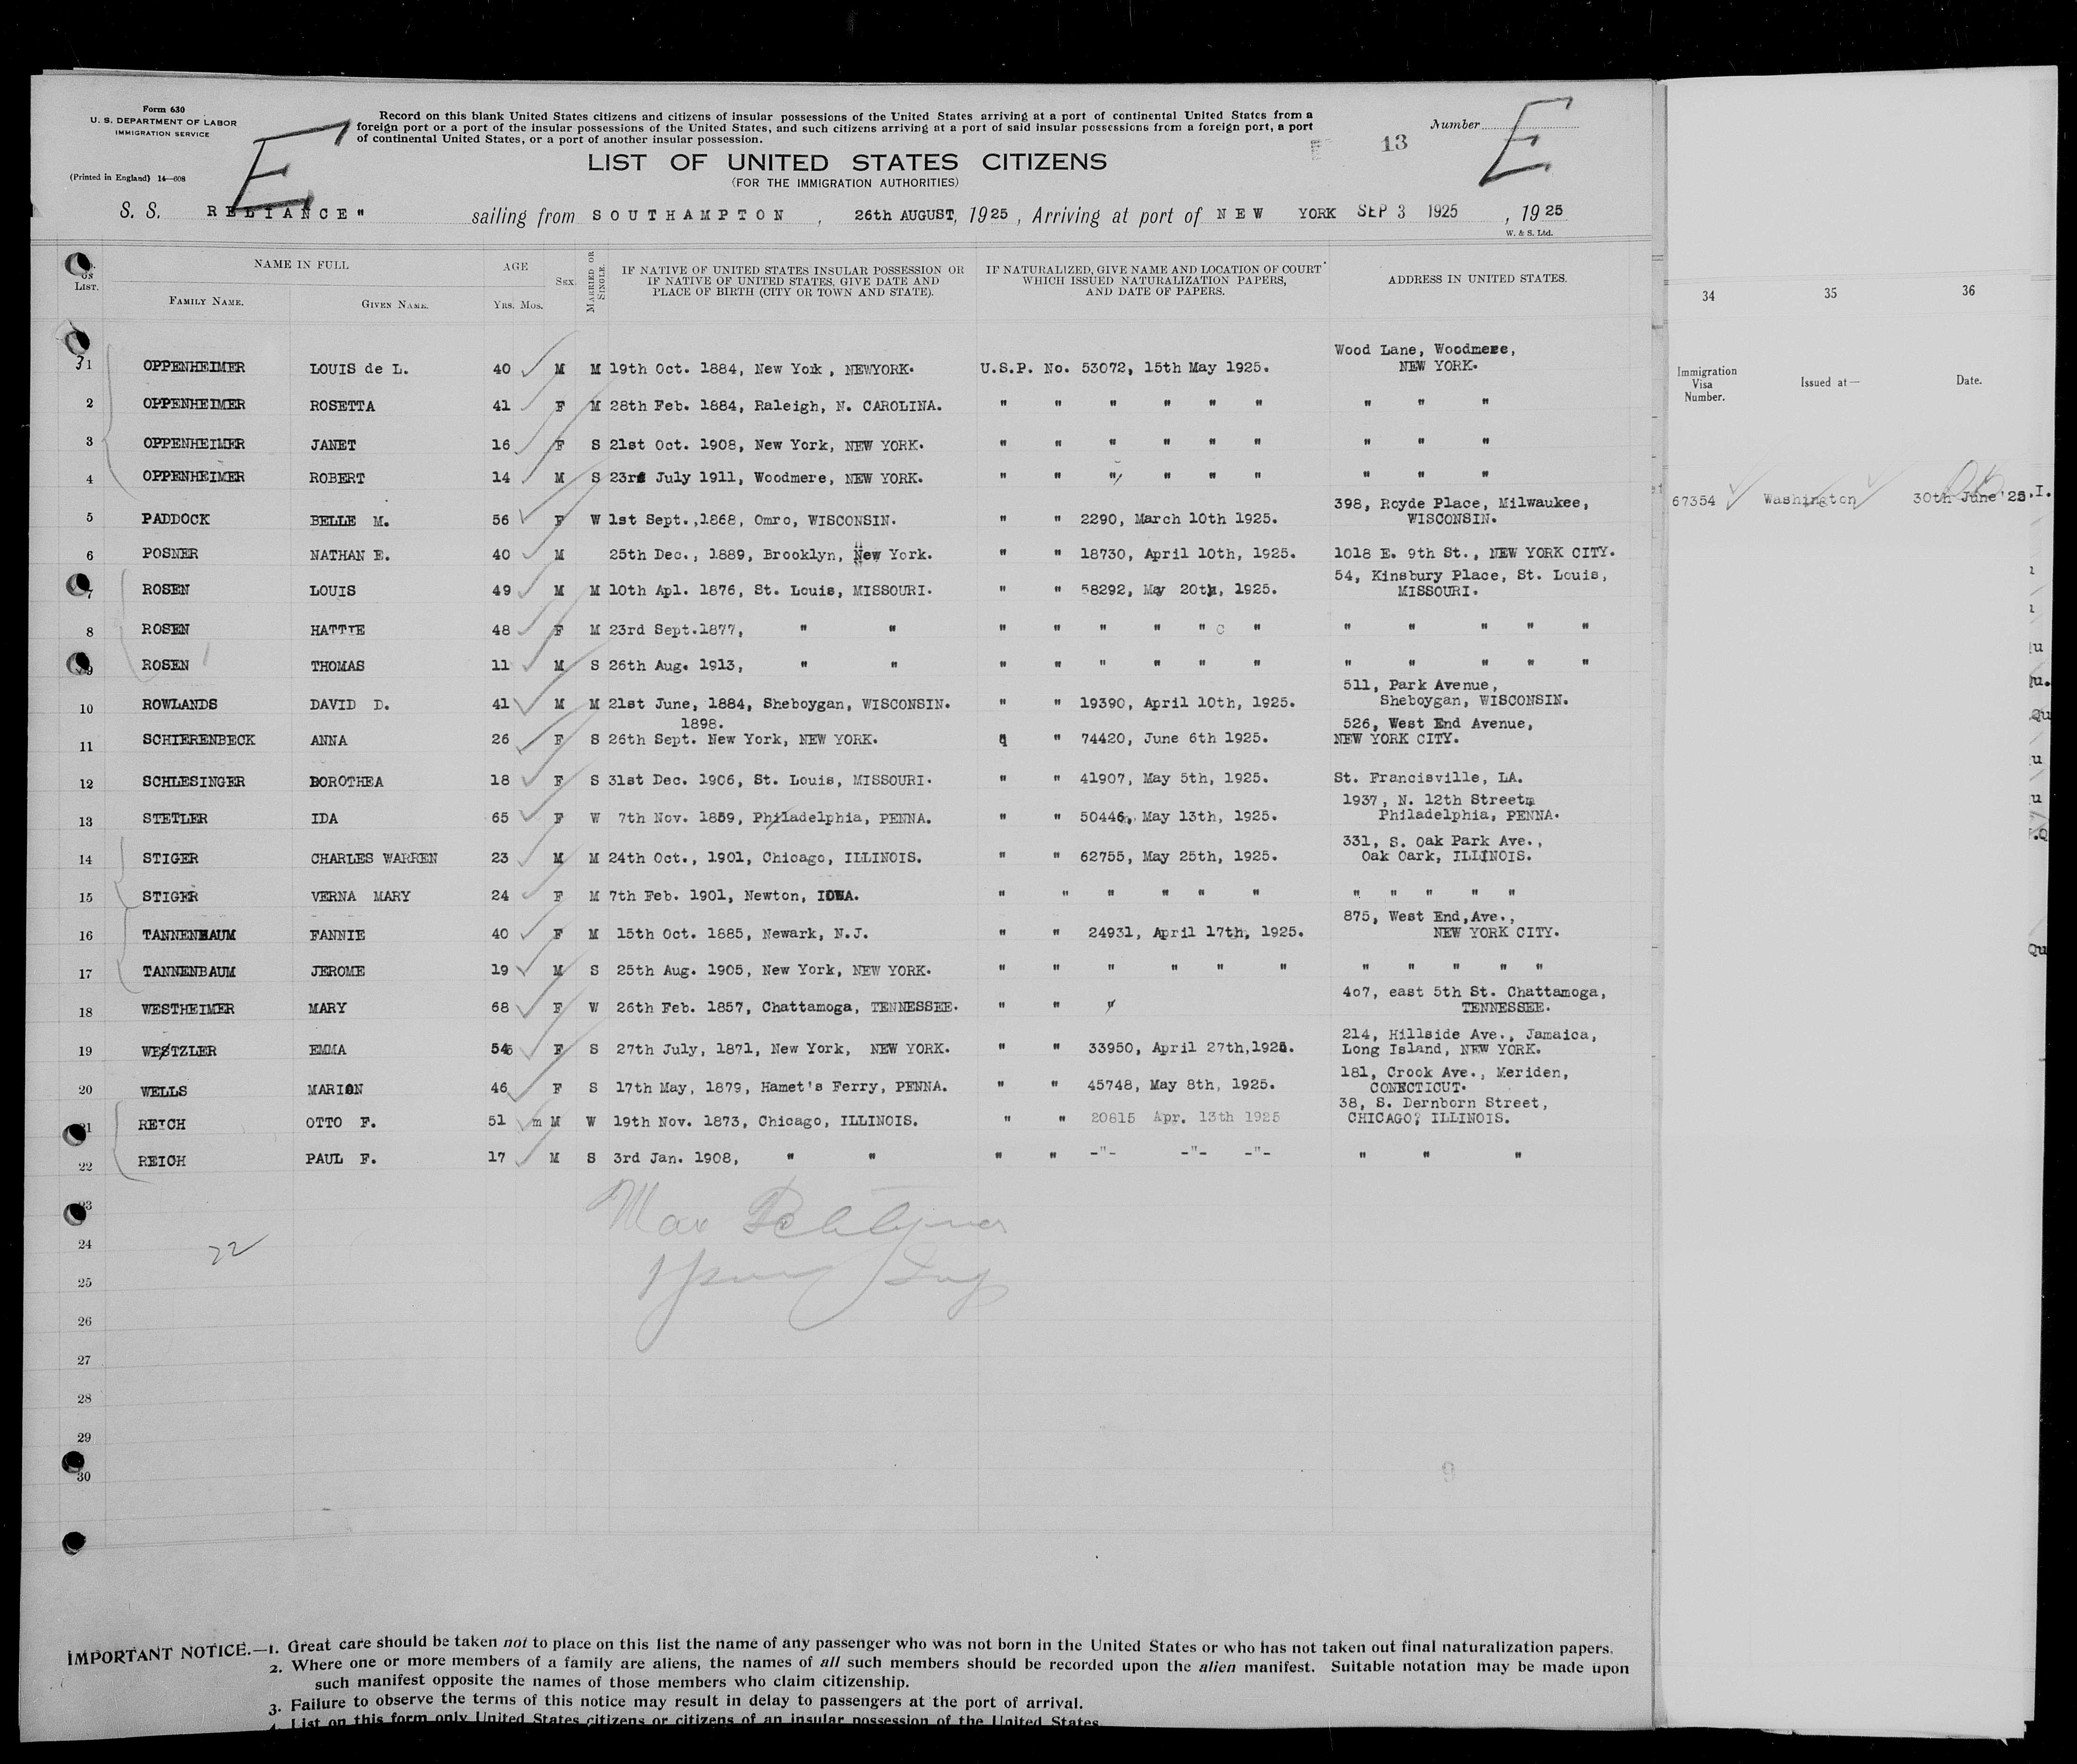 Form 630
U. S. DEPARTMENT OF LABOR
IMMIGRATION SERVICE
(Printed in England) 14—608
E
Record on this blank United States citizens and citizens of insular possessions of the United States arriving at a port of continental United States from a
foreign port or a port of the insular possessions of the United States, and such citizens arriving at a port of said insular possessions from a foreign port, a port
of continental United States, or a port of another insular possession.
13
Number
E
LIST OF UNITED STATES CITIZENS
(FOR THE IMMIGRATION AUTHORITIES)
S. S. RELIANCE" sailing from SOUTHAMPTON , 26th AUGUST, 1925 , Arriving at port of NEW YORK SEP 3 1925 , 1925
W. & S. Ltd.
LIST.
NAME IN FULL
FAMILY NAME. GIVEN NAME.
AGE
YRS. MOS.
SEX
MARRIED OR SINGLE.
IF NATIVE OF UNITED STATES INSULAR POSSESSION OR
IF NATIVE OF UNITED STATES, GIVE DATE AND
PLACE OF BIRTH (CITY OR TOWN AND STATE).
IF NATURALIZED, GIVE NAME AND LOCATION OF COURT
WHICH ISSUED NATURALIZATION PAPERS,
AND DATE OF PAPERS.
ADDRESS IN UNITED STATES.
34 35 36
Immigration
Visa
Number.
Issued at—
Date.
67354 Washington 30th June '25.I.
Wood Lane, Woodmere,
31 OPPENHEIMER LOUIS de L. 40 M M 19th Oct. 1884, New York, NEWYORK. U.S.P. No. 53072, 15th May 1925. NEW YORK.
2 OPPENHEIMER ROSETTA 41 F M 28th Feb. 1884, Raleigh, N. CAROLINA. " " " " " " " " "
3 OPPENHEIMER JANET 16 F S 21st Oct. 1908, New York, NEW YORK. " " " " " " " " "
4 OPPENHEIMER ROBERT 14 M S 23rd July 1911, Woodmere, NEW YORK. " " " " " " " " "
398, Royde Place, Milwaukee,
5 PADDOCK BELLE M. 56 F W 1st Sept.,1868, Omro, WISCONSIN. " " 2290, March 10th 1925. WISCONSIN.
6 POSNER NATHAN E. 40 M 25th Dec., 1889, Brooklyn, New York. " " 18730, April 10th, 1925. 1018 E. 9th St., NEW YORK CITY.
54, Kinsbury Place, St. Louis,
7 ROSEN LOUIS 49 M M 10th Apl. 1876, St. Louis, MISSOURI. " " 58292, May 20th, 1925. MISSOURI.
8 ROSEN HATTIE 48 F M 23rd Sept.1877, " " " " " " " " " " " " "
9 ROSEN THOMAS 11 M S 26th Aug. 1913, " " " " " " " " " " " " "
511, Park Avenue,
10 ROWLANDS DAVID D. 41 M M 21st June, 1884, Sheboygan, WISCONSIN. " " 19390, April 10th, 1925. Sheboygan, WISCONSIN.
1898. 526, West End Avenue,
11 SCHIERENBECK ANNA 26 F S 26th Sept. New York, NEW YORK. " " 74420, June 6th 1925. NEW YORK CITY.
12 SCHLESINGER DOROTHEA 18 F S 31st Dec. 1906, St. Louis, MISSOURI. " " 41907, May 5th, 1925. St. Francisville, LA.
1937, N. 12th Street,
13 STETLER IDA 65 F W 7th Nov. 1859, Philadelphia, PENNA. " " 50446, May 13th, 1925. Philadelphia, PENNA.
331, S. Oak Park Ave.,
14 STIGER CHARLES WARREN 23 M M 24th Oct., 1901, Chicago, ILLINOIS. " " 62755, May 25th, 1925. Oak Oark, ILLINOIS.
15 STIGER VERNA MARY 24 F M 7th Feb. 1901, Newton, IOWA. " " " " " " " " " " "
875, West End,Ave.,
16 TANNENBAUM FANNIE 40 F M 15th Oct. 1885, Newark, N.J. " " 24931, April 17th, 1925. NEW YORK CITY.
17 TANNENBAUM JEROME 19 M S 25th Aug. 1905, New York, NEW YORK. " " " " " " " " " " "
407, east 5th St. Chattamoga,
18 WESTHEIMER MARY 68 F W 26th Feb. 1857, Chattamoga, TENNESSEE. " " " TENNESSEE.
214, Hillside Ave., Jamaica,
19 WETZLER EMMA 54 F S 27th July, 1871, New York, NEW YORK. " " 33950, April 27th,1925. Long Island, NEW YORK.
181, Crook Ave., Meriden,
20 WELLS MARION 46 F S 17th May, 1879, Hamet's Ferry, PENNA. " " 45748, May 8th, 1925. CONECTICUT.
38, S. Dernborn Street,
21 REICH OTTO F. 51 m M W 19th Nov. 1873, Chicago, ILLINOIS. " " 20815 Apr. 13th 1925 CHICAGO, ILLINOIS.
22 REICH PAUL F. 17 M S 3rd Jan. 1908, " " " " -"- -"- -"- " " "
23
24 22
25
26
27
28
29
30
9
IMPORTANT NOTICE.—1. Great care should be taken not to place on this list the name of any passenger who was not born in the United States or who has not taken out final naturalization papers.
2. Where one or more members of a family are aliens, the names of all such members should be recorded upon the alien manifest. Suitable notation may be made upon
such manifest opposite the names of those members who claim citizenship.
3. Failure to observe the terms of this notice may result in delay to passengers at the port of arrival.
4. List on this form only United States citizens or citizens of an insular possession of the United States